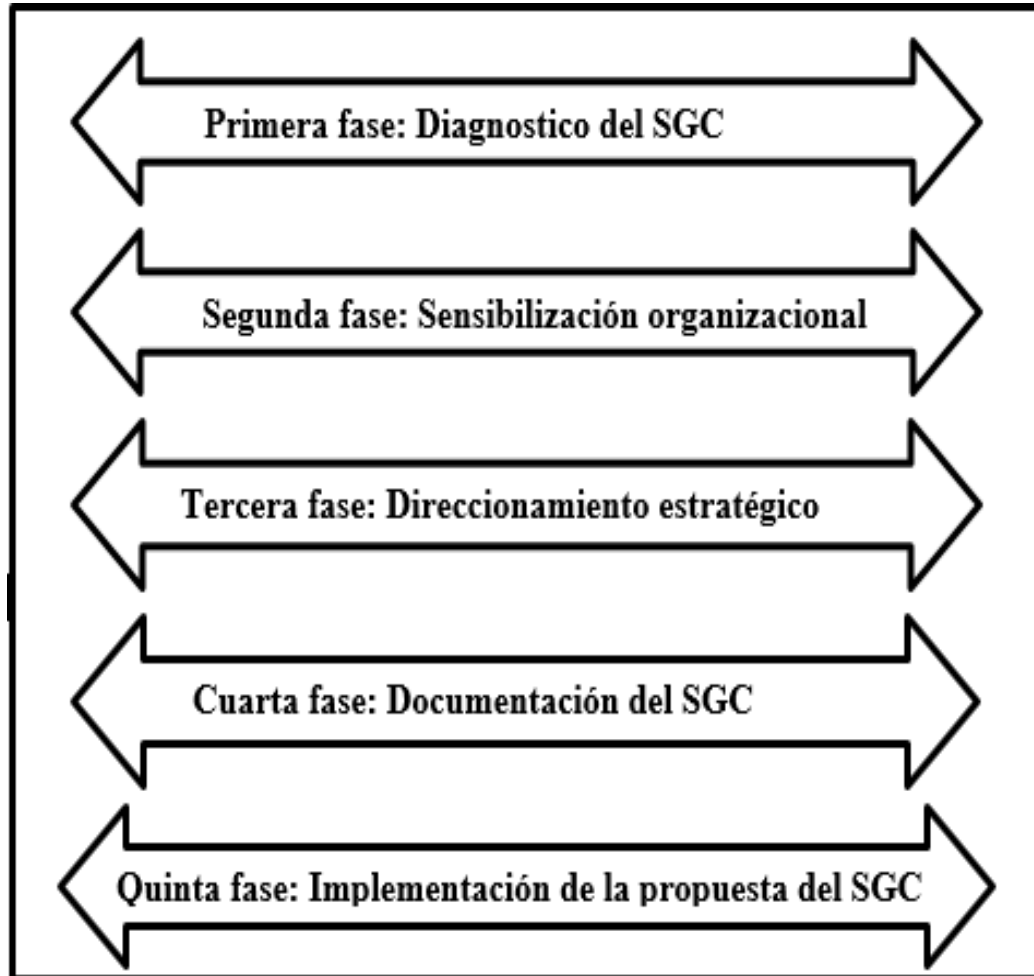 Primera fase: Diagnostico del SGC
Segunda fase: Sensibilización organizacional
Tercera fase: Direccionamiento estratégico
Cuarta fase: Documentación del SGC
Quinta fase: Implementación de la propuesta del SGC